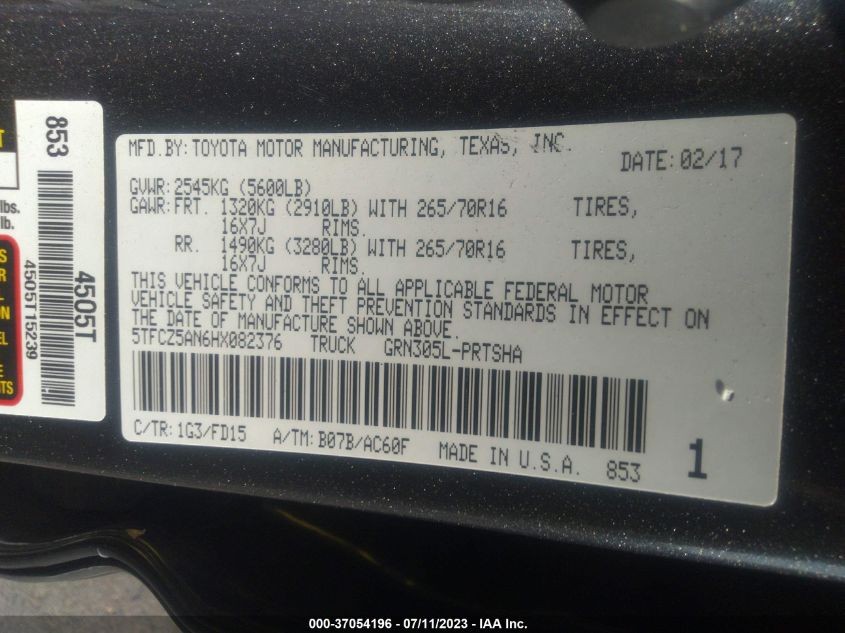 MFD.BY:TOYOTA MOTOR MANUFACTURING, TEXAS, INC.
DATE:02/17
GVWR:2545KG (5600LB)
GAWR:FRT. 1320KG (2910LB) WITH 265/70R16 TIRES,
16X7J RIMS.
RR. 1490KG (3280LB) WITH 265/70R16 TIRES,
16X7J RIMS.
THIS VEHICLE CONFORMS TO ALL APPLICABLE FEDERAL MOTOR
VEHICLE SAFETY AND THEFT PREVENTION STANDARDS IN EFFECT ON
THE DATE OF MANUFACTURE SHOWN ABOVE.
5TFCZ5AN6HX082376 TRUCK GRN305L-PRTSHA
C/TR:1G3/FD15 A/TM:B07B/AC60F MADE IN U.S.A. 853
1
853
4505T
4505T15239
lbs.
lb.
000-37054196 - 07/11/2023 - IAA Inc.